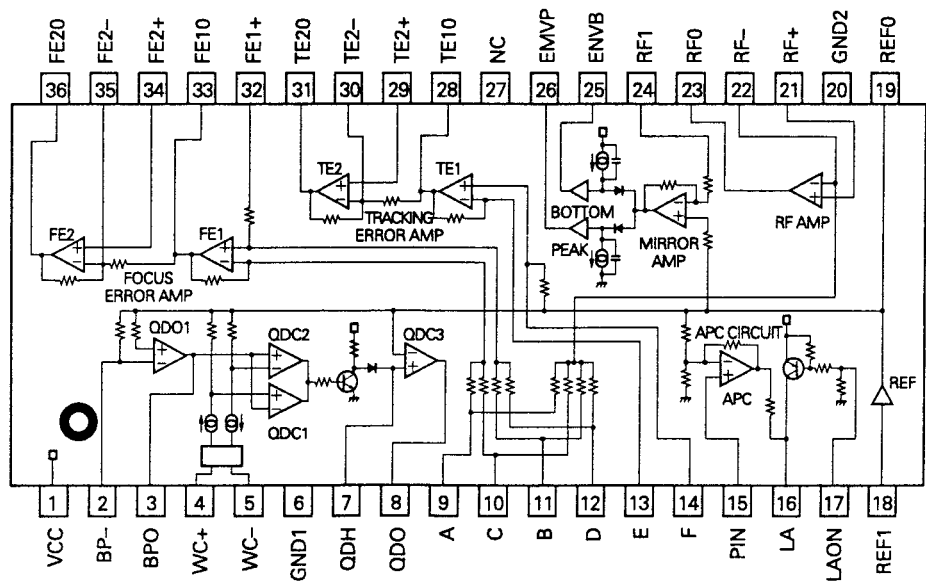 FE20
FE2-
FE2+
FE10
FE1+
TE20
TE2-
TE2+
TE10
NC
EMVP
ENVB
RF1
RF0
RF-
RF+
GND2
REF0
36
35
34
33
32
31
30
29
28
27
26
25
24
23
22
21
20
19
TE2
TE1
TRACKING
ERROR AMP
BOTTOM
PEAK
MIRROR
AMP
RF AMP
FE2
FE1
FOCUS
ERROR AMP
QDO1
QDC2
QDC3
QDC1
APC CIRCUIT
APC
REF
1
2
3
4
5
6
7
8
9
10
11
12
13
14
15
16
17
18
VCC
BP-
BPO
WC+
WC-
GND1
QDH
QDO
A
C
B
D
E
F
PIN
LA
LAON
REF1